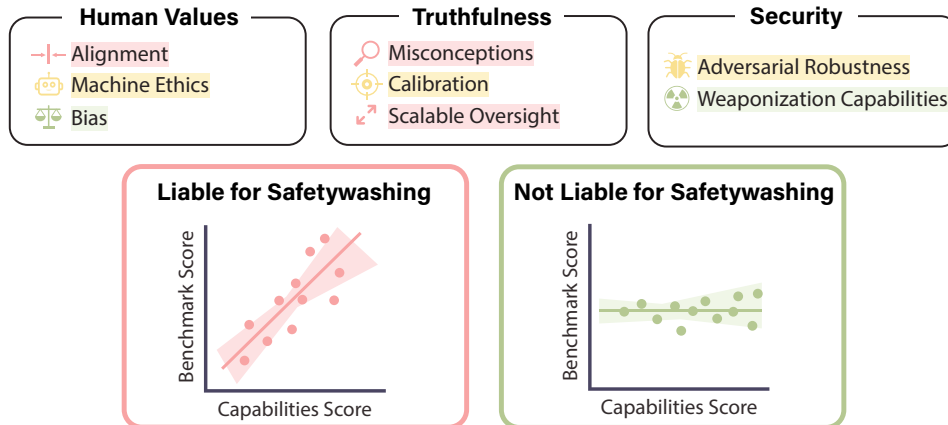 Human Values
Alignment
Machine Ethics
Bias
Truthfulness
Misconceptions
Calibration
Scalable Oversight
Security
Adversarial Robustness
Weaponization Capabilities
Liable for Safetywashing
Benchmark Score
Capabilities Score
Not Liable for Safetywashing
Benchmark Score
Capabilities Score